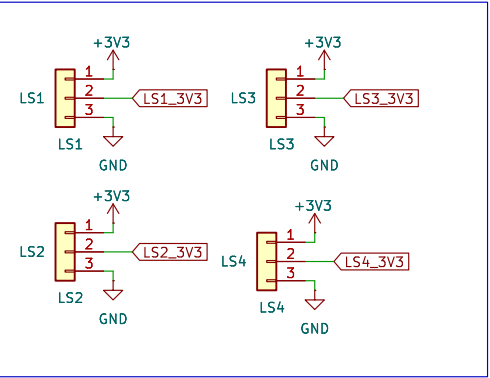 +3V3
1
LS1
2
LS1_3V3
3
LS1
GND
+3V3
1
LS3
2
LS3_3V3
3
LS3
GND
+3V3
1
LS2
2
LS2_3V3
3
LS2
GND
+3V3
1
LS4
2
LS4_3V3
3
LS4
GND